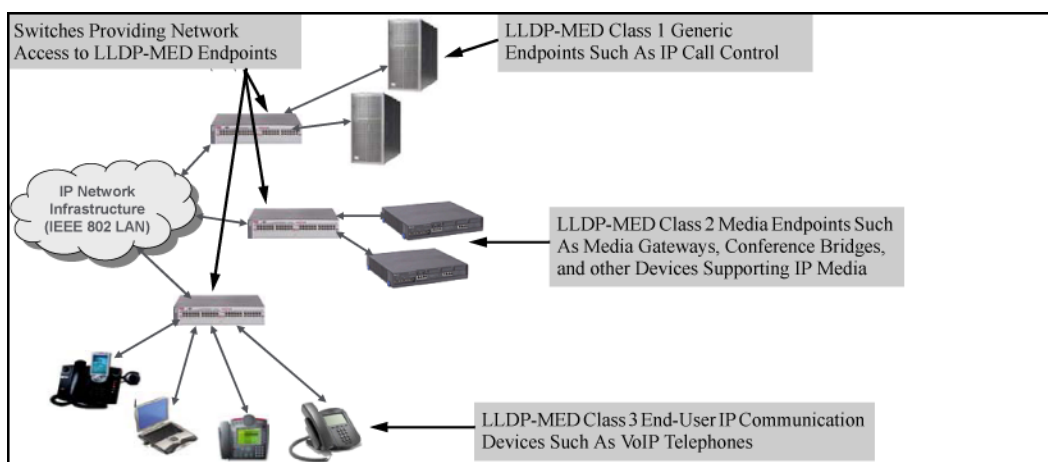 Switches Providing Network
Access to LLDP-MED Endpoints
LLDP-MED Class 1 Generic
Endpoints Such As IP Call Control
IP Network
Infrastructure
(IEEE 802 LAN)
LLDP-MED Class 2 Media Endpoints Such
As Media Gateways, Conference Bridges,
and other Devices Supporting IP Media
LLDP-MED Class 3 End-User IP Communication
Devices Such As VoIP Telephones